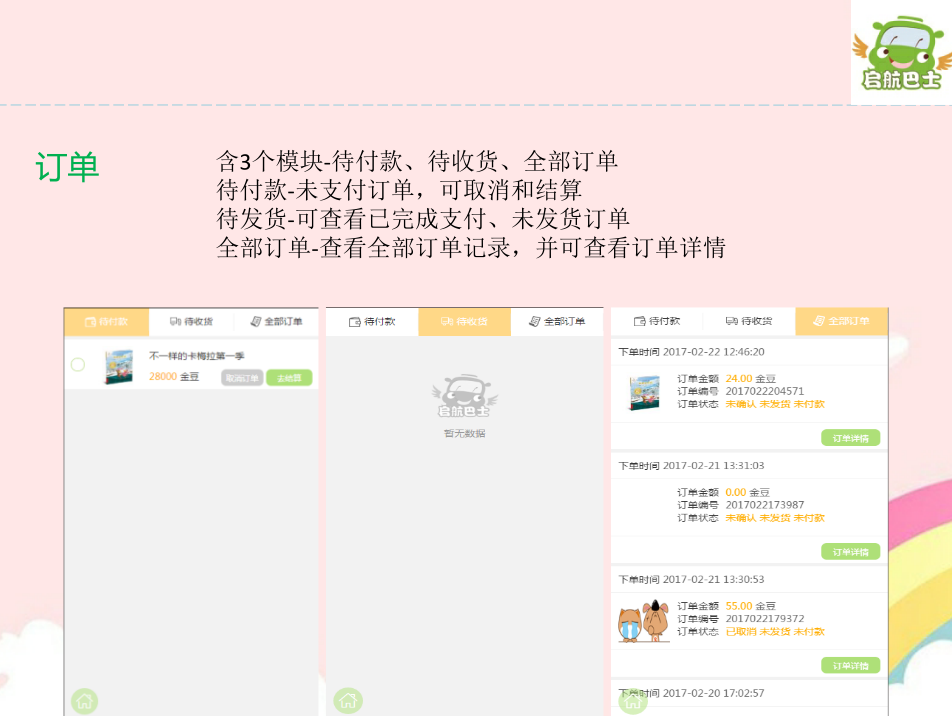 启航巴士
订单
含3个模块-待付款、待收货、全部订单
待付款-未支付订单，可取消和结算
待发货-可查看已完成支付、未发货订单
全部订单-查看全部订单记录，并可查看订单详情
待付款 待收货 全部订单
不一样的卡梅拉第一季
28000 金豆 取消订单 去结算
待付款 待收货 全部订单
启航巴士
暂无数据
待付款 待收货 全部订单
下单时间 2017-02-22 12:46:20
订单金额 24.00 金豆
订单编号 2017022204571
订单状态 未确认 未发货 未付款
订单详情
下单时间 2017-02-21 13:31:03
订单金额 0.00 金豆
订单编号 2017022173987
订单状态 未确认 未发货 未付款
订单详情
下单时间 2017-02-21 13:30:53
订单金额 55.00 金豆
订单编号 2017022179372
订单状态 已取消 未发货 未付款
订单详情
下单时间 2017-02-20 17:02:57